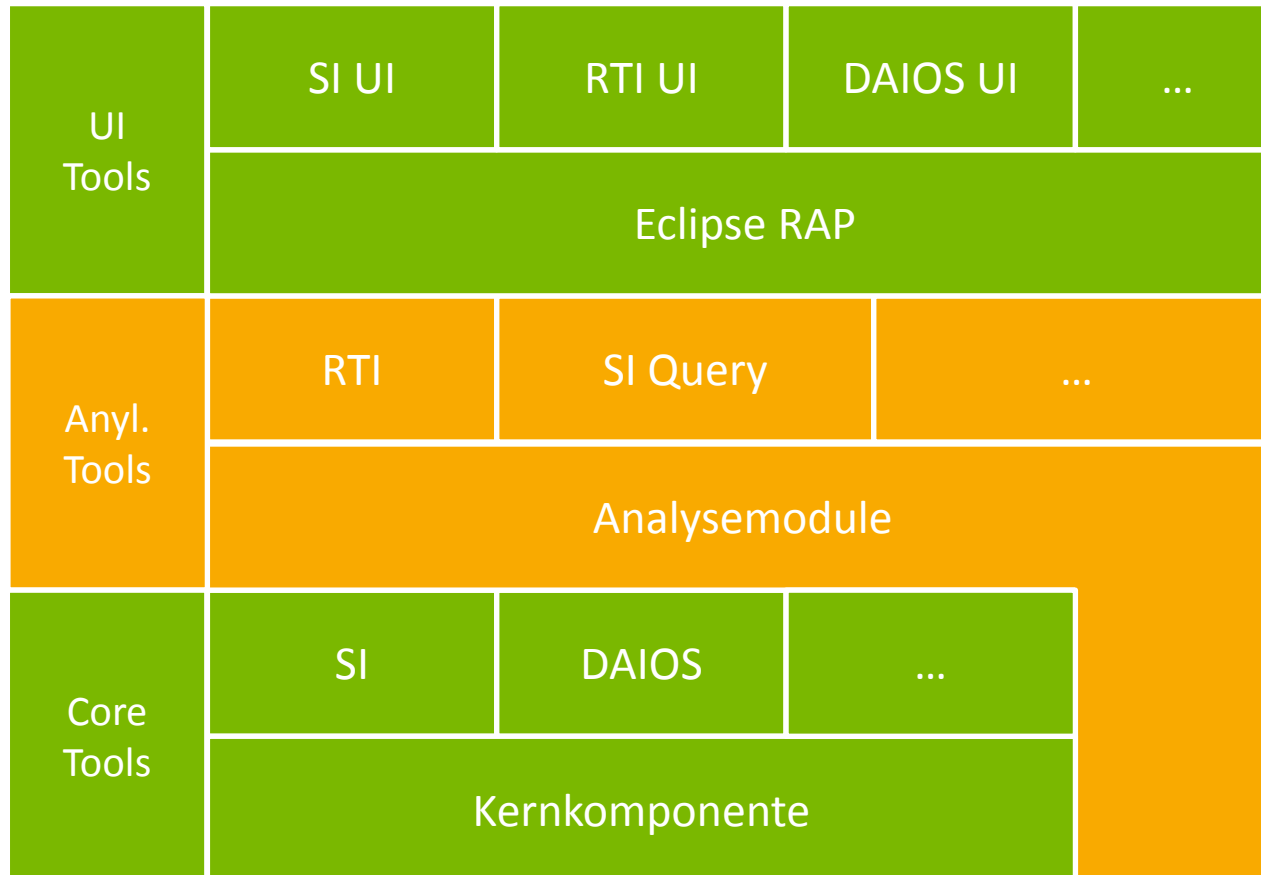 UI
Tools
SI UI
RTI UI
DAIOS UI
...
Eclipse RAP
Anyl.
Tools
RTI
SI Query
...
Analysemodule
Core
Tools
SI
DAIOS
...
Kernkomponente